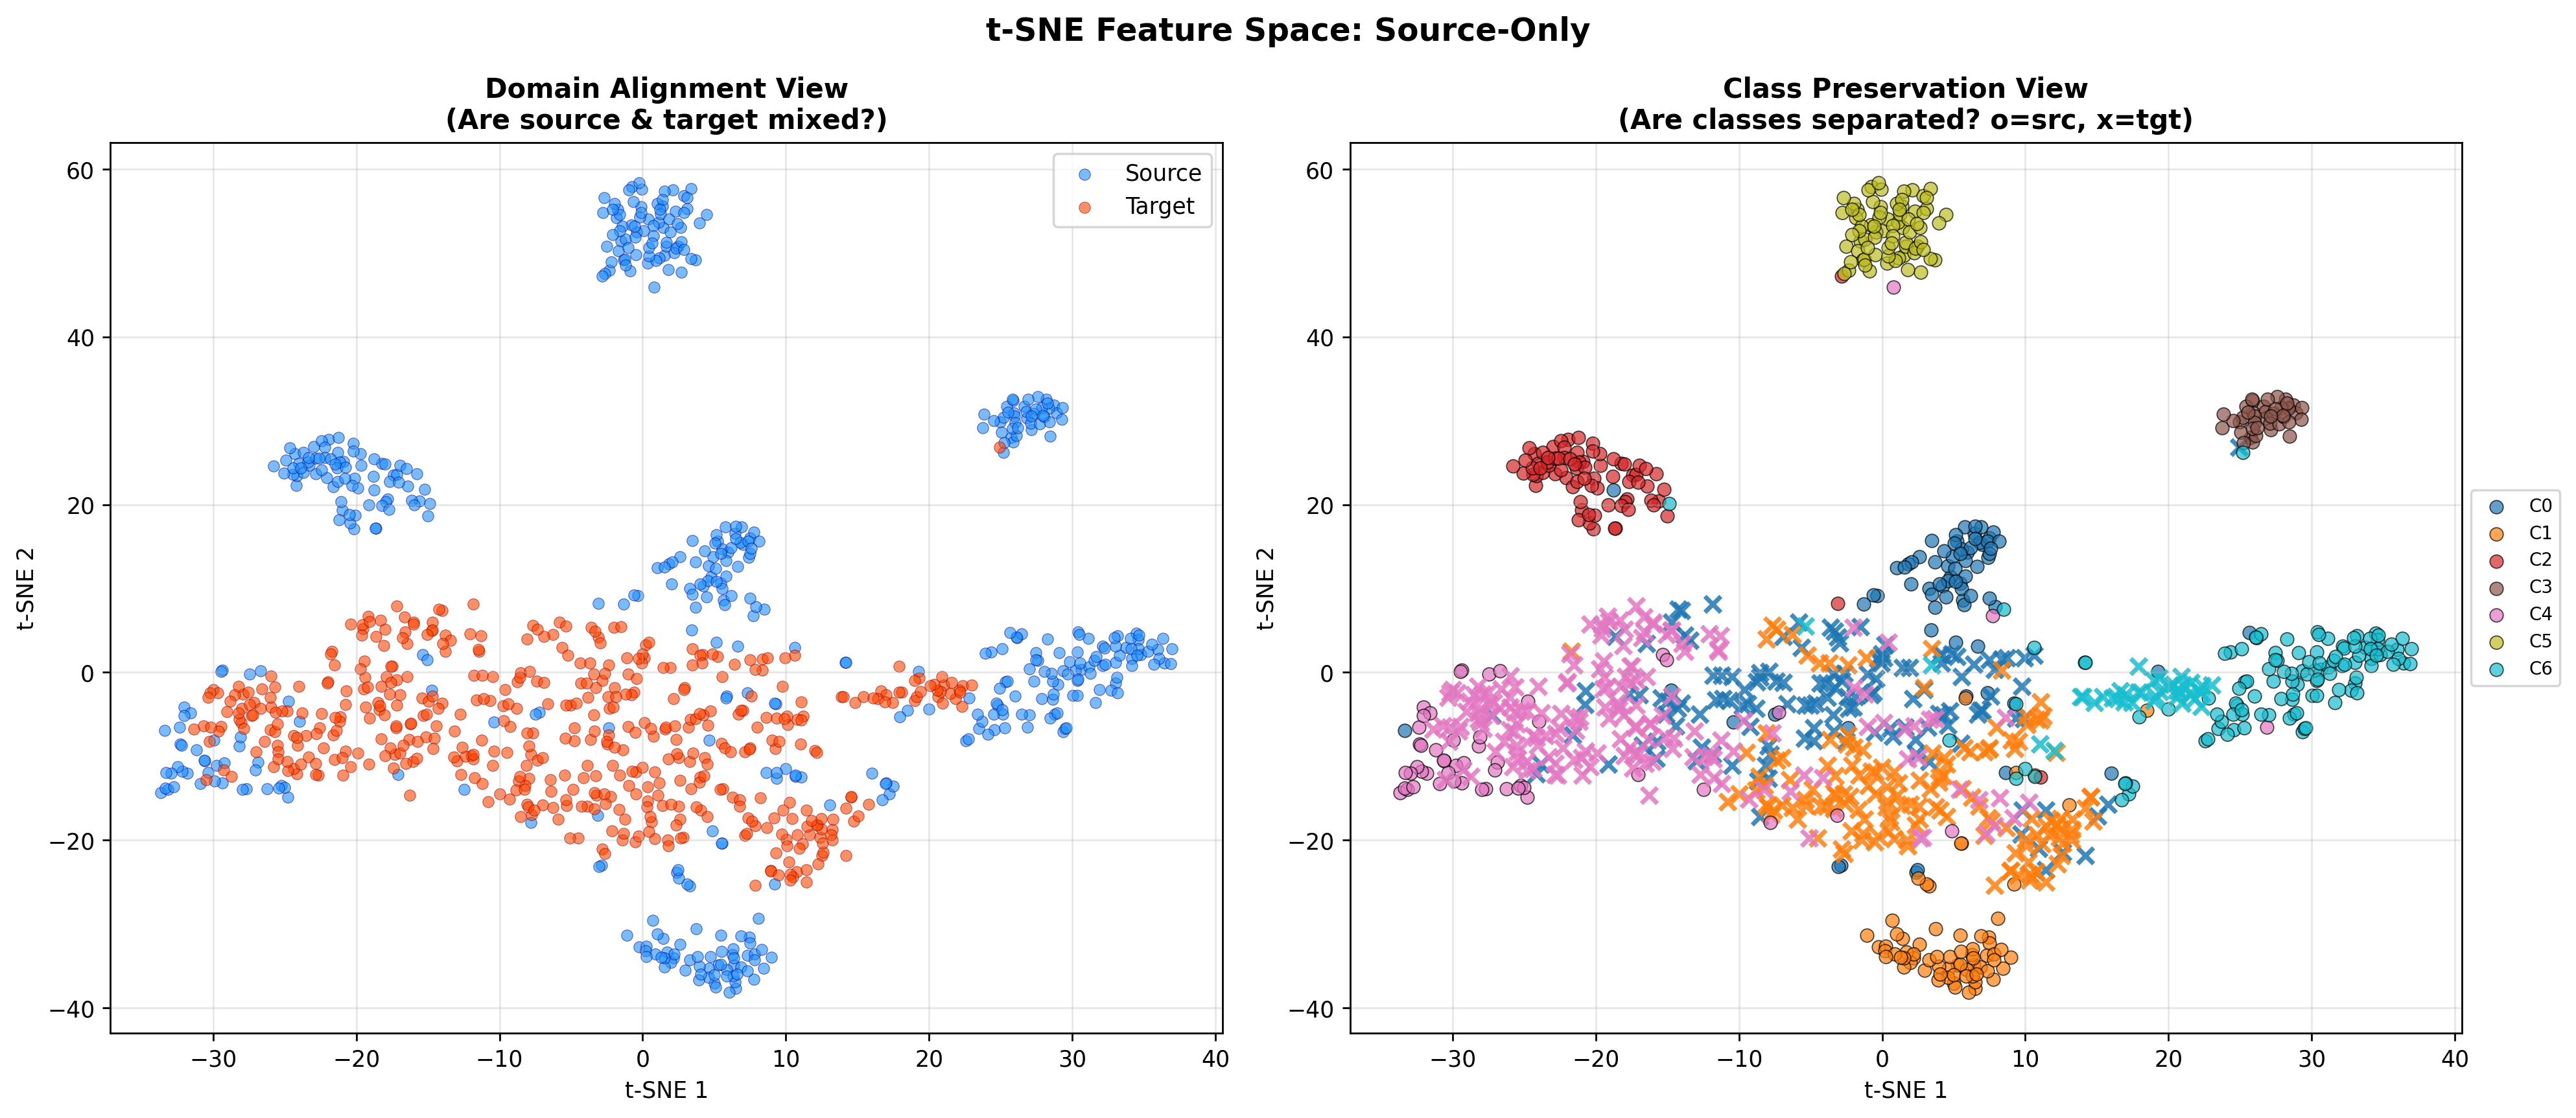 t-SNE Feature Space: Source-Only
Domain Alignment View
(Are source & target mixed?)
60
40
20
0
−20
−40
t-SNE 2
−30
−20
−10
0
10
20
30
40
t-SNE 1
Source
Target
Class Preservation View
(Are classes separated? o=src, x=tgt)
60
40
20
0
−20
−40
t-SNE 2
−30
−20
−10
0
10
20
30
40
t-SNE 1
C0
C1
C2
C3
C4
C5
C6